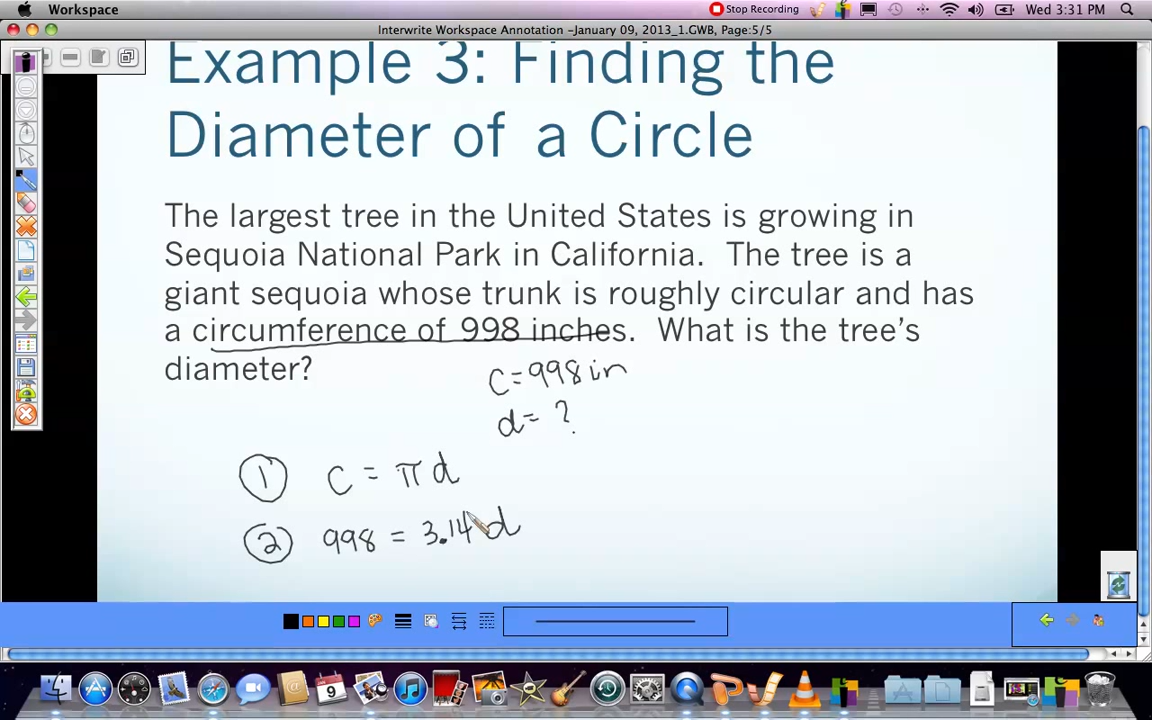 Workspace
Stop Recording
Wed 3:31 PM
Interwrite Workspace Annotation -January 09, 2013_1.GWB, Page:5/5
Example 3: Finding the
Diameter of a Circle
The largest tree in the United States is growing in
Sequoia National Park in California. The tree is a
giant sequoia whose trunk is roughly circular and has
a circumference of 998 inches. What is the tree's
diameter?
C=998in
d= ?
1 C = πd
2 998 = 3.14 d
9